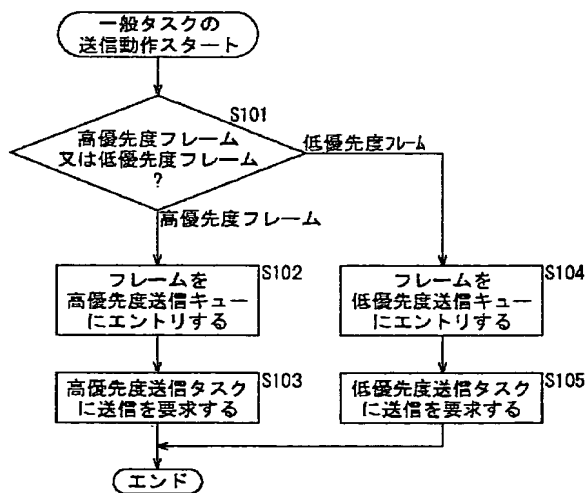 一般タスクの
送信動作スタート
S101
高優先度フレーム
又は低優先度フレーム
?
低優先度フレーム
高優先度フレーム
フレームを
高優先度送信キュー
にエントリする
S102
フレームを
低優先度送信キュー
にエントリする
S104
高優先度送信タスク
に送信を要求する
S103
低優先度送信タスク
に送信を要求する
S105
エンド